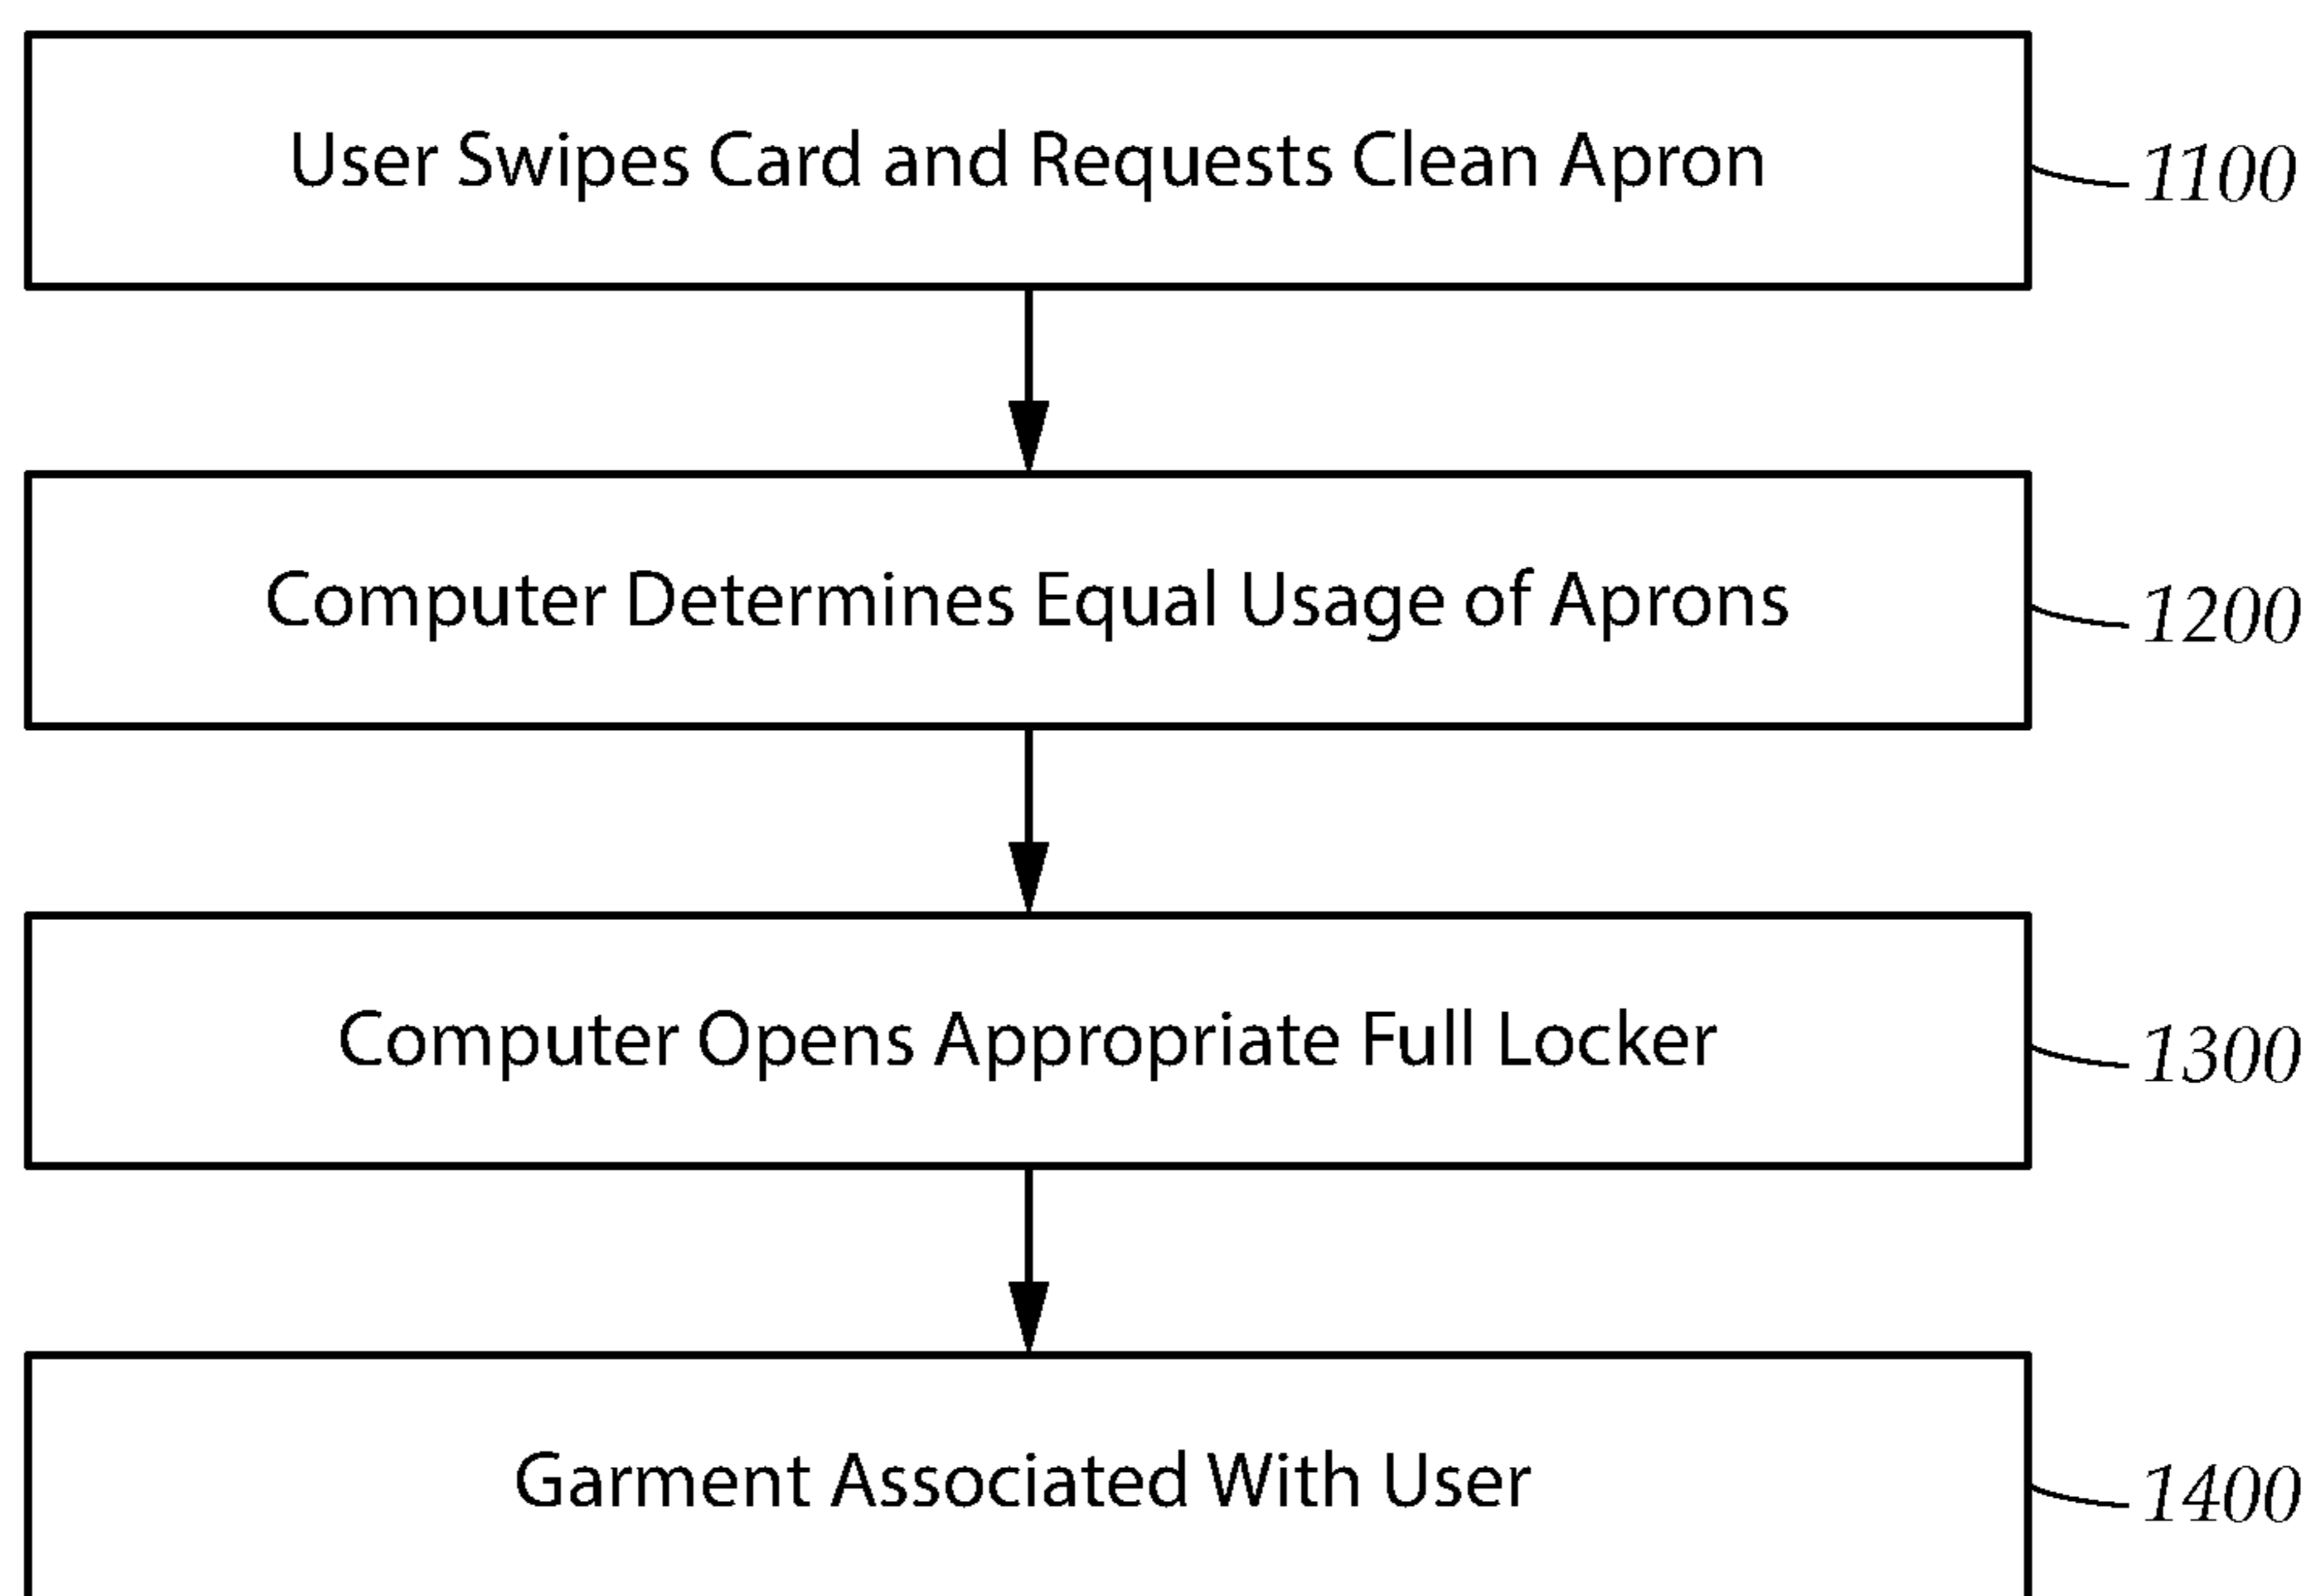 User Swipes Card and Requests Clean Apron
1100
Computer Determines Equal Usage of Aprons
1200
Computer Opens Appropriate Full Locker
1300
Garment Associated With User
1400